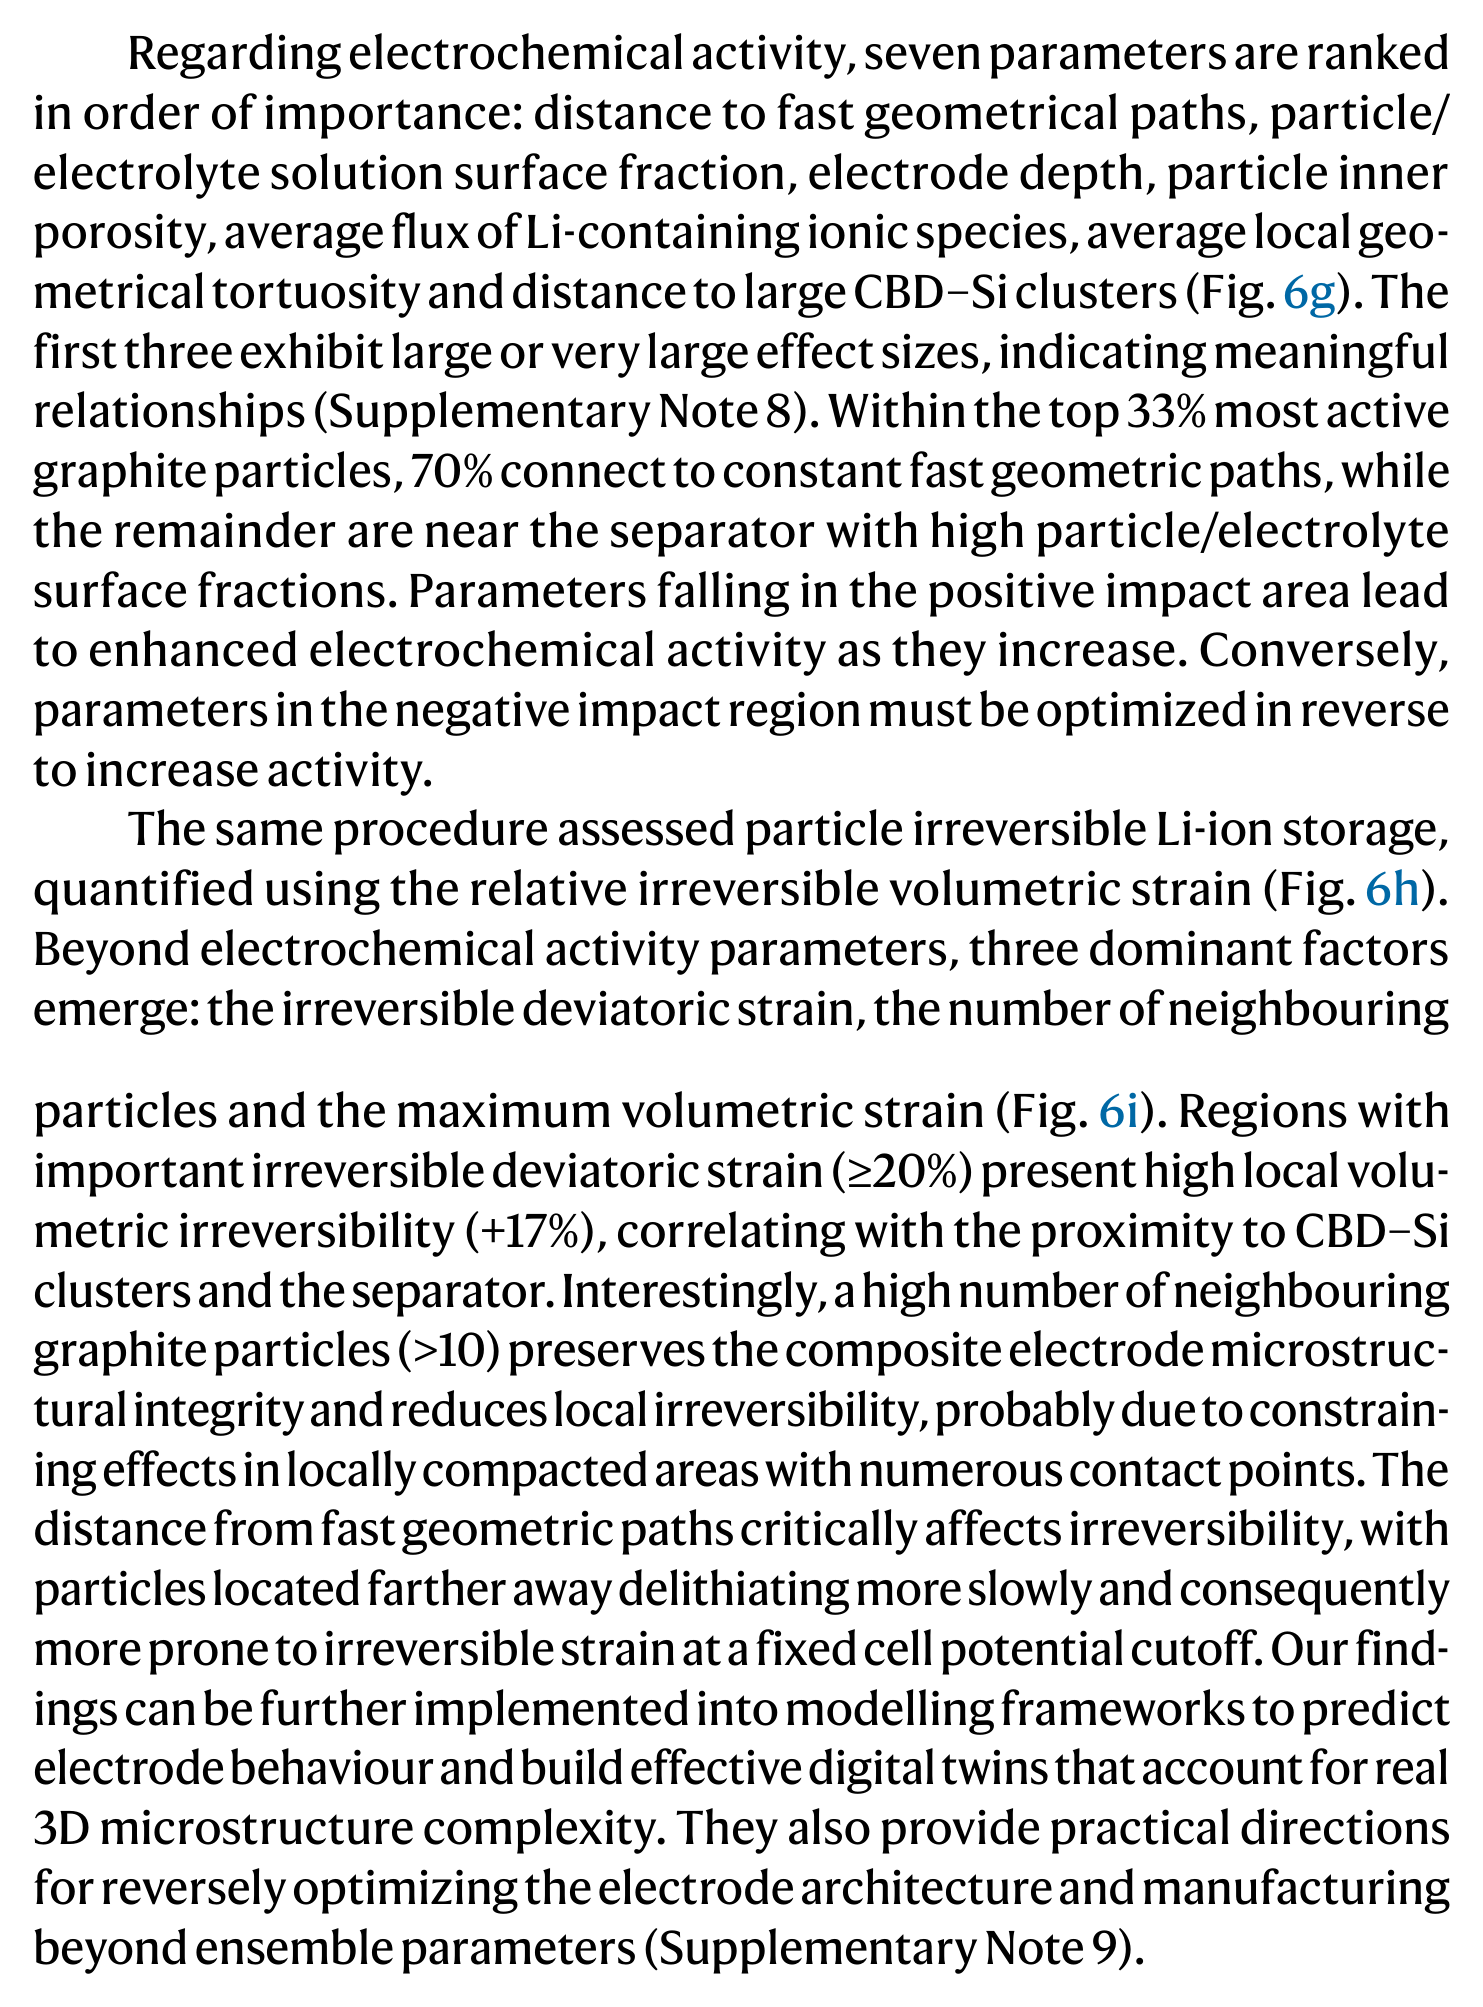 Regarding electrochemical activity, seven parameters are ranked
in order of importance: distance to fast geometrical paths, particle/
electrolyte solution surface fraction, electrode depth, particle inner
porosity, average flux of Li-containing ionic species, average local geo-
metrical tortuosity and distance to large CBD–Si clusters (Fig. 6g). The
first three exhibit large or very large effect sizes, indicating meaningful
relationships (Supplementary Note 8). Within the top 33% most active
graphite particles, 70% connect to constant fast geometric paths, while
the remainder are near the separator with high particle/electrolyte
surface fractions. Parameters falling in the positive impact area lead
to enhanced electrochemical activity as they increase. Conversely,
parameters in the negative impact region must be optimized in reverse
to increase activity.
The same procedure assessed particle irreversible Li-ion storage,
quantified using the relative irreversible volumetric strain (Fig. 6h).
Beyond electrochemical activity parameters, three dominant factors
emerge: the irreversible deviatoric strain, the number of neighbouring
particles and the maximum volumetric strain (Fig. 6i). Regions with
important irreversible deviatoric strain (≥20%) present high local volu-
metric irreversibility (+17%), correlating with the proximity to CBD–Si
clusters and the separator. Interestingly, a high number of neighbouring
graphite particles (>10) preserves the composite electrode microstruc-
tural integrity and reduces local irreversibility, probably due to constrain-
ing effects in locally compacted areas with numerous contact points. The
distance from fast geometric paths critically affects irreversibility, with
particles located farther away delithiating more slowly and consequently
more prone to irreversible strain at a fixed cell potential cutoff. Our find-
ings can be further implemented into modelling frameworks to predict
electrode behaviour and build effective digital twins that account for real
3D microstructure complexity. They also provide practical directions
for reversely optimizing the electrode architecture and manufacturing
beyond ensemble parameters (Supplementary Note 9).